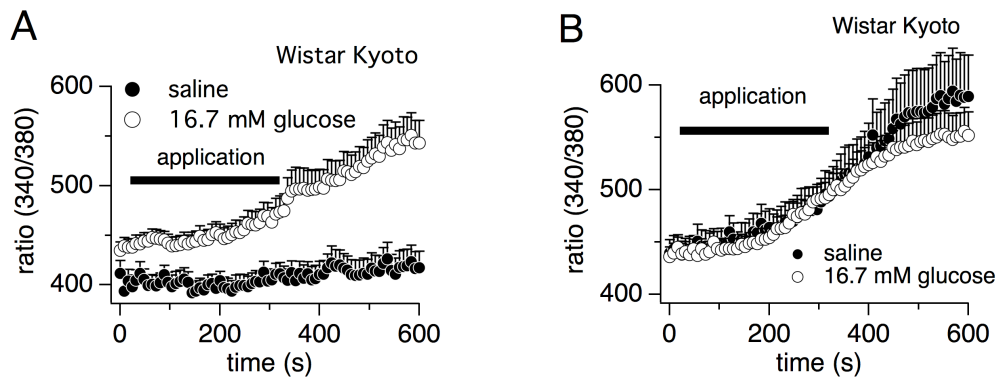 A
Wistar Kyoto
saline
16.7 mM glucose
application
ratio (340/380)
600
500
400
0
200
400
600
time (s)
B
Wistar Kyoto
application
saline
16.7 mM glucose
ratio (340/380)
600
500
400
0
200
400
600
time (s)